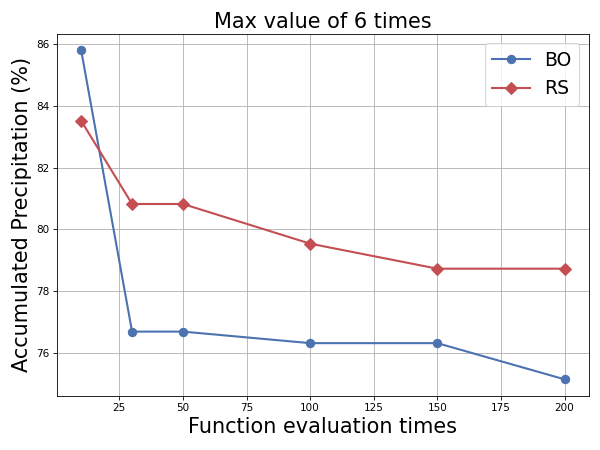 Max value of 6 times
BO
RS
Accumulated Precipitation (%)
86
84
82
80
78
76
25 50 75 100 125 150 175 200
Function evaluation times